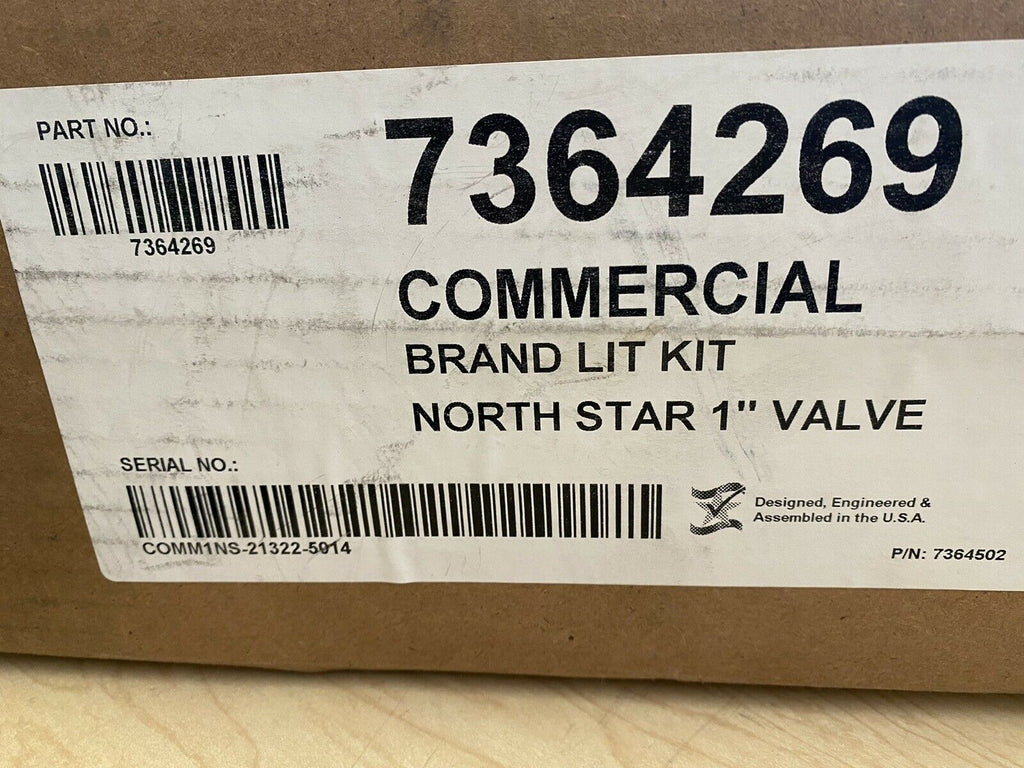 PART NO.:
7364269
7364269
COMMERCIAL
BRAND LIT KIT
NORTH STAR 1" VALVE
SERIAL NO.:
COMM1NS-21322-5014
Designed, Engineered &
Assembled in the U.S.A.
P/N: 7364502